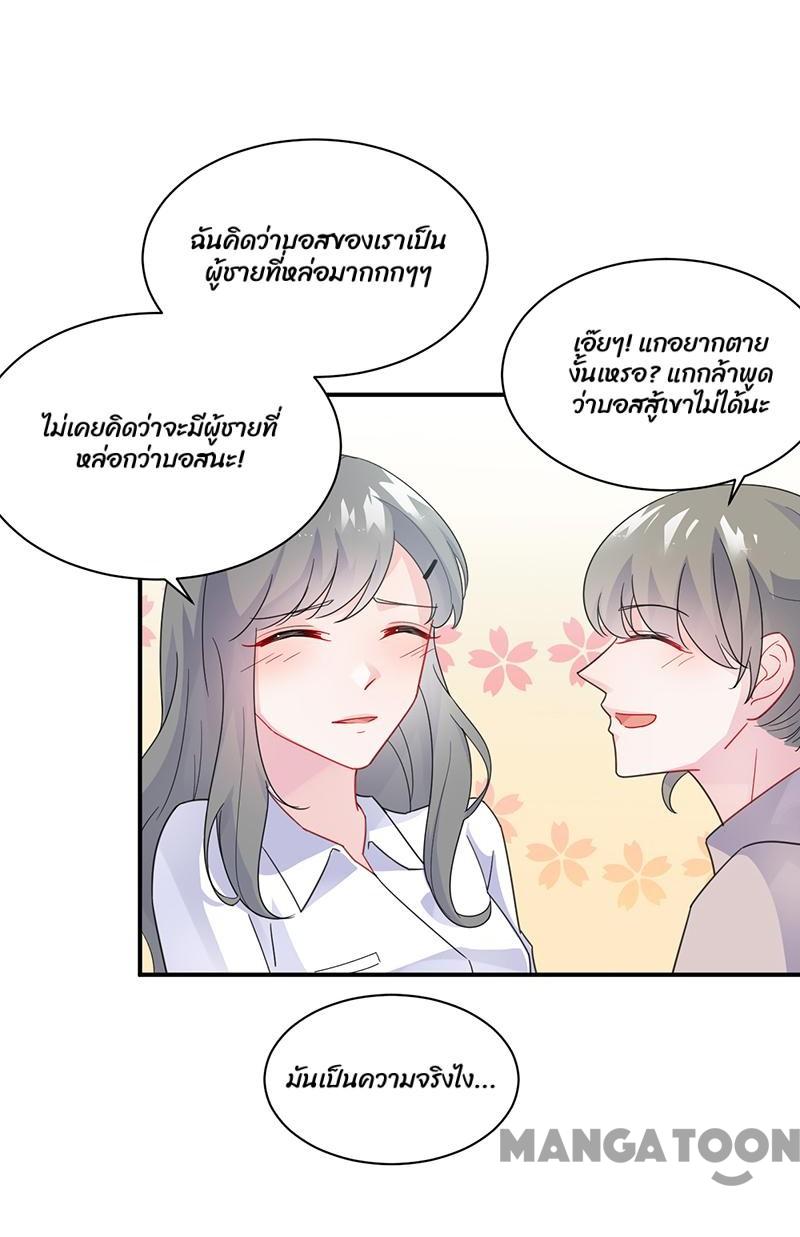 ฉันคิดว่าบอสของเราเป็น
ผู้ชายที่หล่อมากกกๆๆ
ไม่เคยคิดว่าจะมีผู้ชายที่
หล่อกว่าบอสนะ!
เอ๊ยๆ! แกอยากตาย
งั้นเหรอ? แกกล้าพูด
ว่าบอสสู้เขาไม่ได้นะ
มันเป็นความจริงไง...
MANGATOON